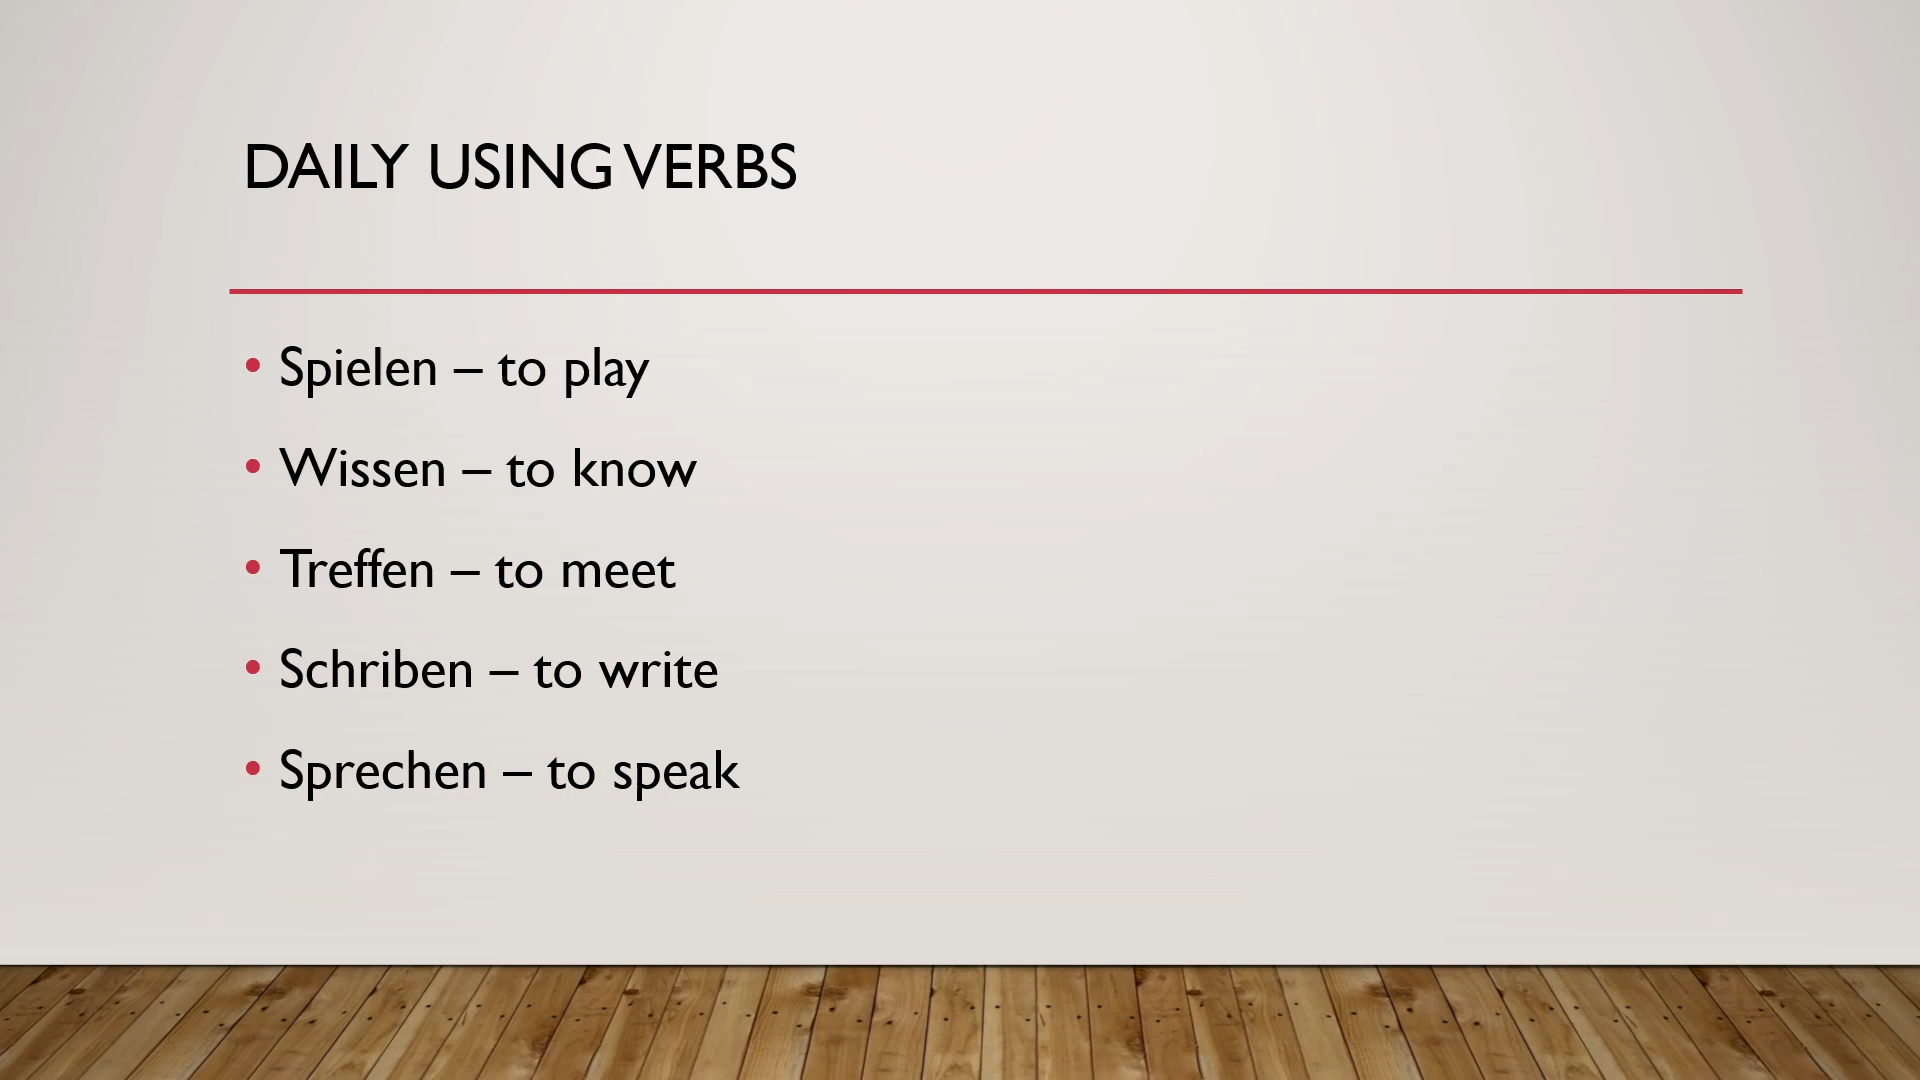 DAILY USING VERBS
• Spielen – to play
• Wissen – to know
• Treffen – to meet
• Schriben – to write
• Sprechen – to speak